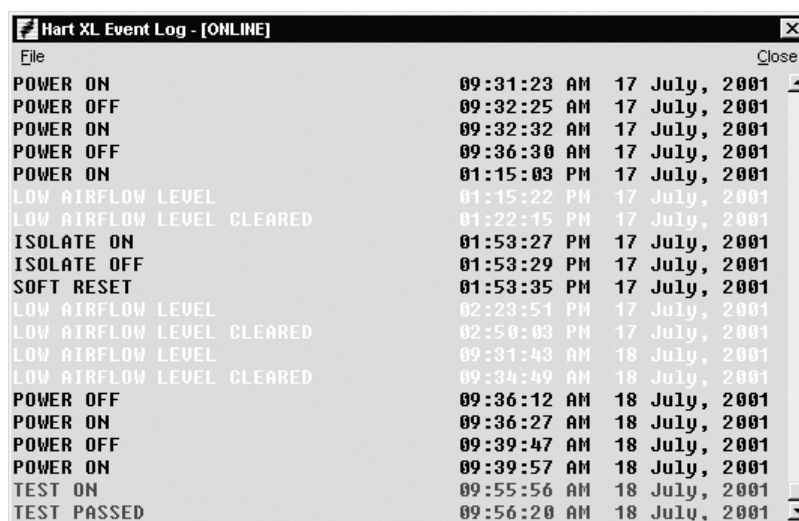 Hart XL Event Log - [ONLINE]
File Close
POWER ON 09:31:23 AM 17 July, 2001
POWER OFF 09:32:25 AM 17 July, 2001
POWER ON 09:32:32 AM 17 July, 2001
POWER OFF 09:36:30 AM 17 July, 2001
POWER ON 01:15:03 PM 17 July, 2001
LOW AIRFLOW LEVEL 01:15:22 PM 17 July, 2001
LOW AIRFLOW LEVEL CLEARED 01:22:15 PM 17 July, 2001
ISOLATE ON 01:53:27 PM 17 July, 2001
ISOLATE OFF 01:53:29 PM 17 July, 2001
SOFT RESET 01:53:35 PM 17 July, 2001
LOW AIRFLOW LEVEL 02:23:51 PM 17 July, 2001
LOW AIRFLOW LEVEL CLEARED 02:50:03 PM 17 July, 2001
LOW AIRFLOW LEVEL 09:31:43 AM 18 July, 2001
LOW AIRFLOW LEVEL CLEARED 09:34:49 AM 18 July, 2001
POWER OFF 09:36:12 AM 18 July, 2001
POWER ON 09:36:27 AM 18 July, 2001
POWER OFF 09:39:47 AM 18 July, 2001
POWER ON 09:39:57 AM 18 July, 2001
TEST ON 09:55:56 AM 18 July, 2001
TEST PASSED 09:56:20 AM 18 July, 2001